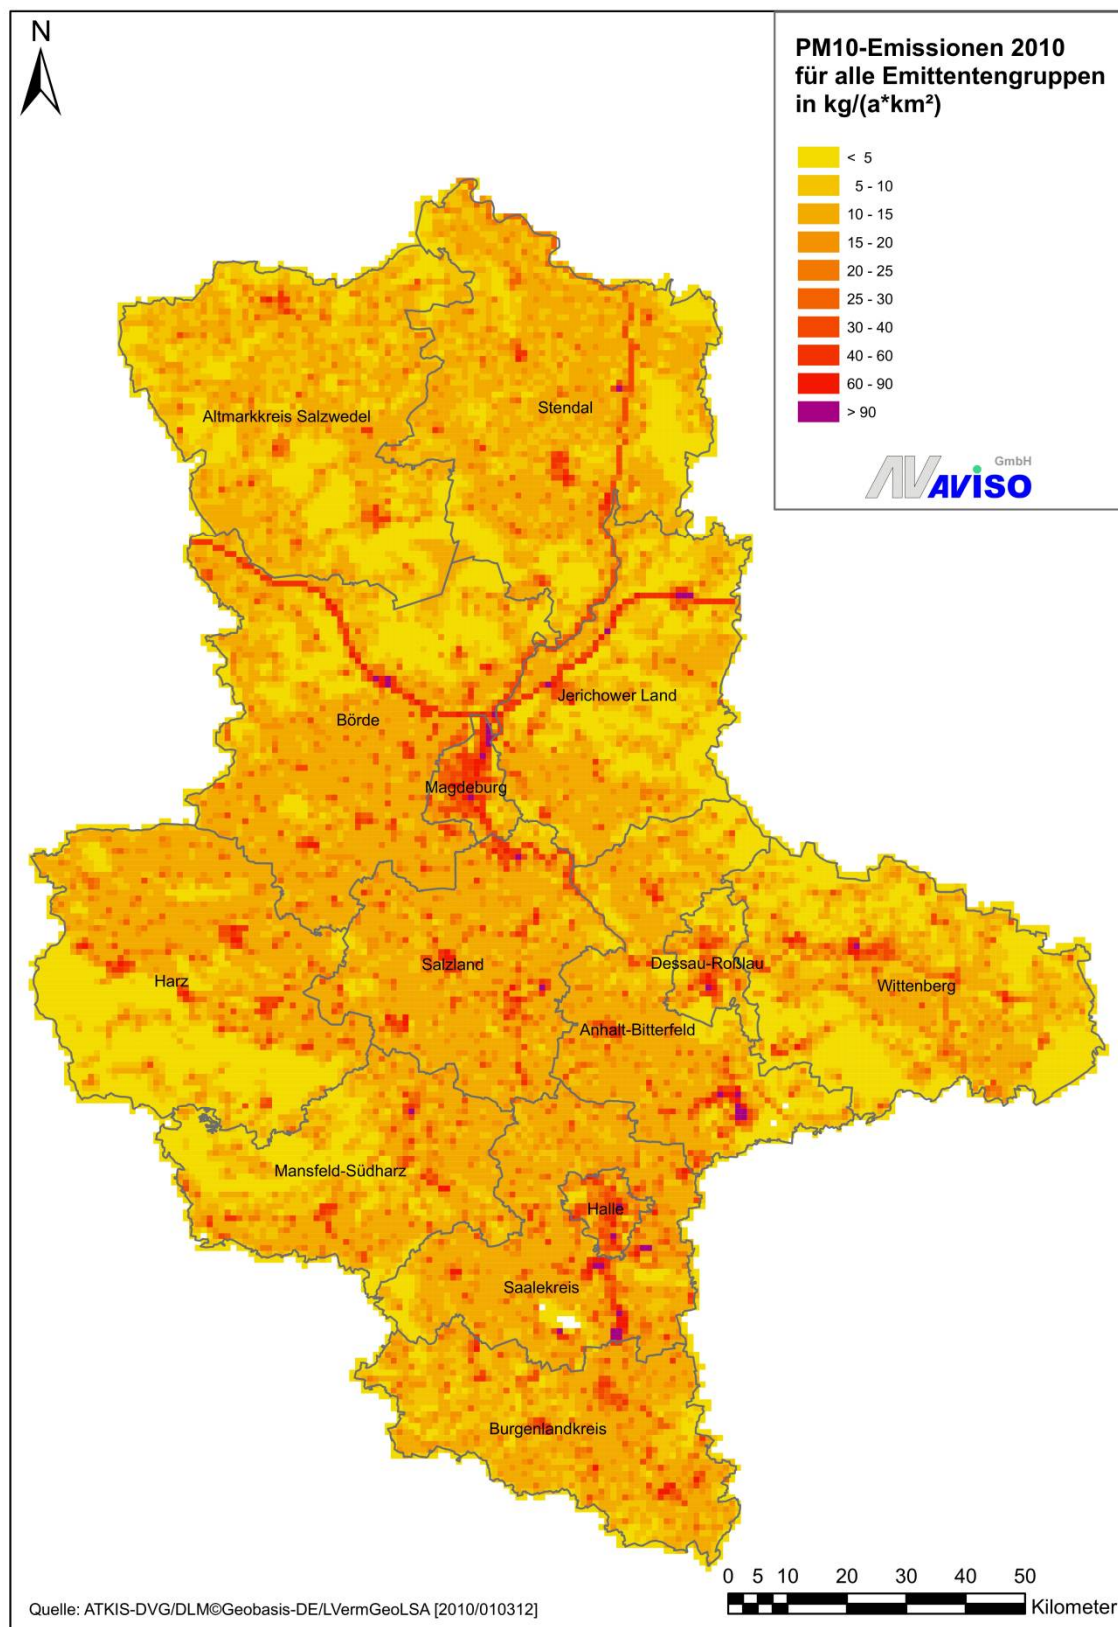 N
PM10-Emissionen 2010
für alle Emittentengruppen
in kg/(a*km²)
< 5
5 - 10
10 - 15
15 - 20
20 - 25
25 - 30
30 - 40
40 - 60
60 - 90
> 90
GmbH
AViSO
Altmarkkreis Salzwedel
Stendal
Jerichower Land
Börde
Magdeburg
Salzland
Dessau-Roßlau
Harz
Wittenberg
Anhalt-Bitterfeld
Mansfeld-Südharz
Halle
Saalekreis
Burgenlandkreis
0 5 10 20 30 40 50
Kilometer
Quelle: ATKIS-DVG/DLM©Geobasis-DE/LVermGeoLSA [2010/010312]